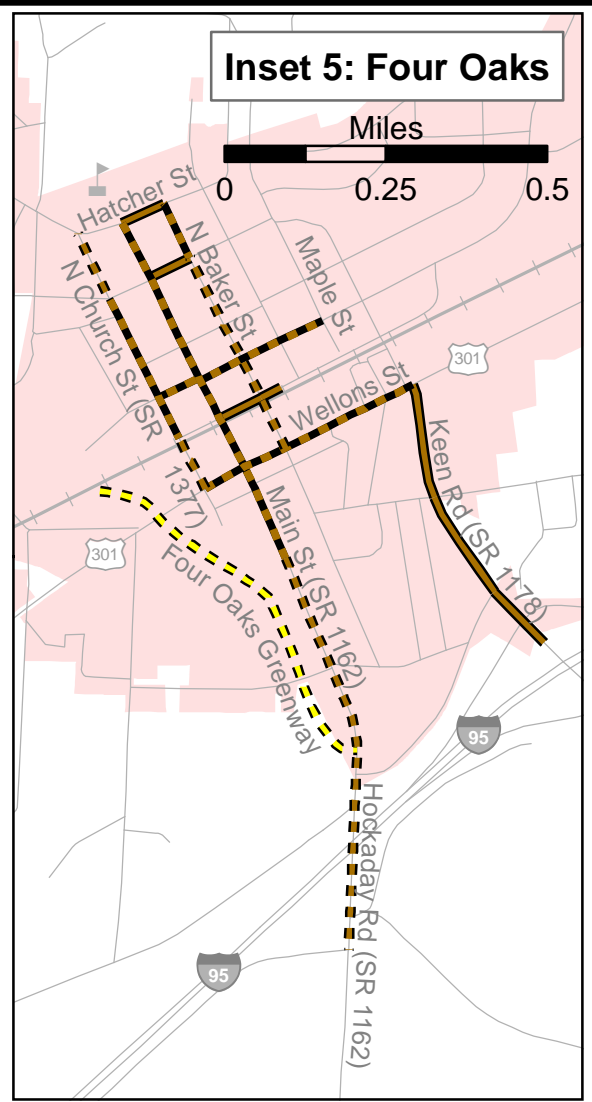 Inset 5: Four Oaks
Miles
0 0.25 0.5
Hatcher St
N Baker St
Maple St
N Church St (SR 1377)
301
Wellons St
Keen Rd (SR 1178)
Main St (SR 1162)
301
Four Oaks Greenway
95
Hockaday Rd (SR 1162)
95